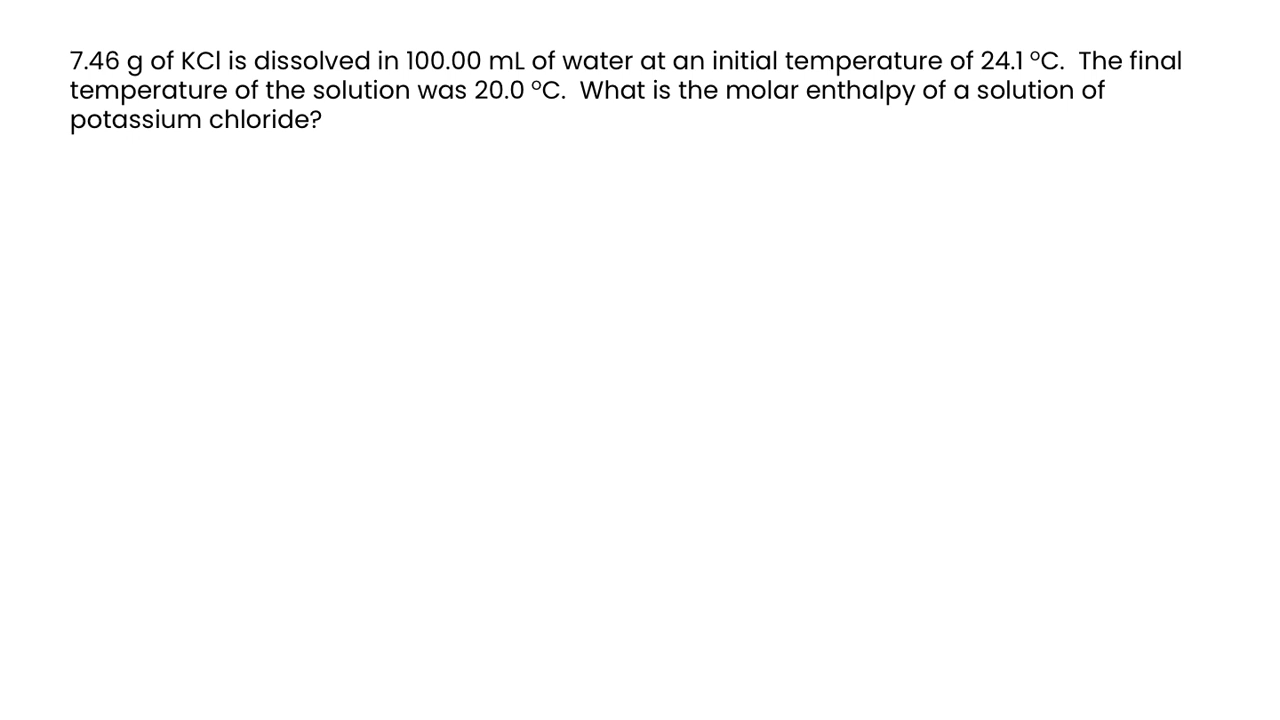 7.46 g of KCl is dissolved in 100.00 mL of water at an initial temperature of 24.1 ºC.  The final
temperature of the solution was 20.0 ºC.  What is the molar enthalpy of a solution of
potassium chloride?